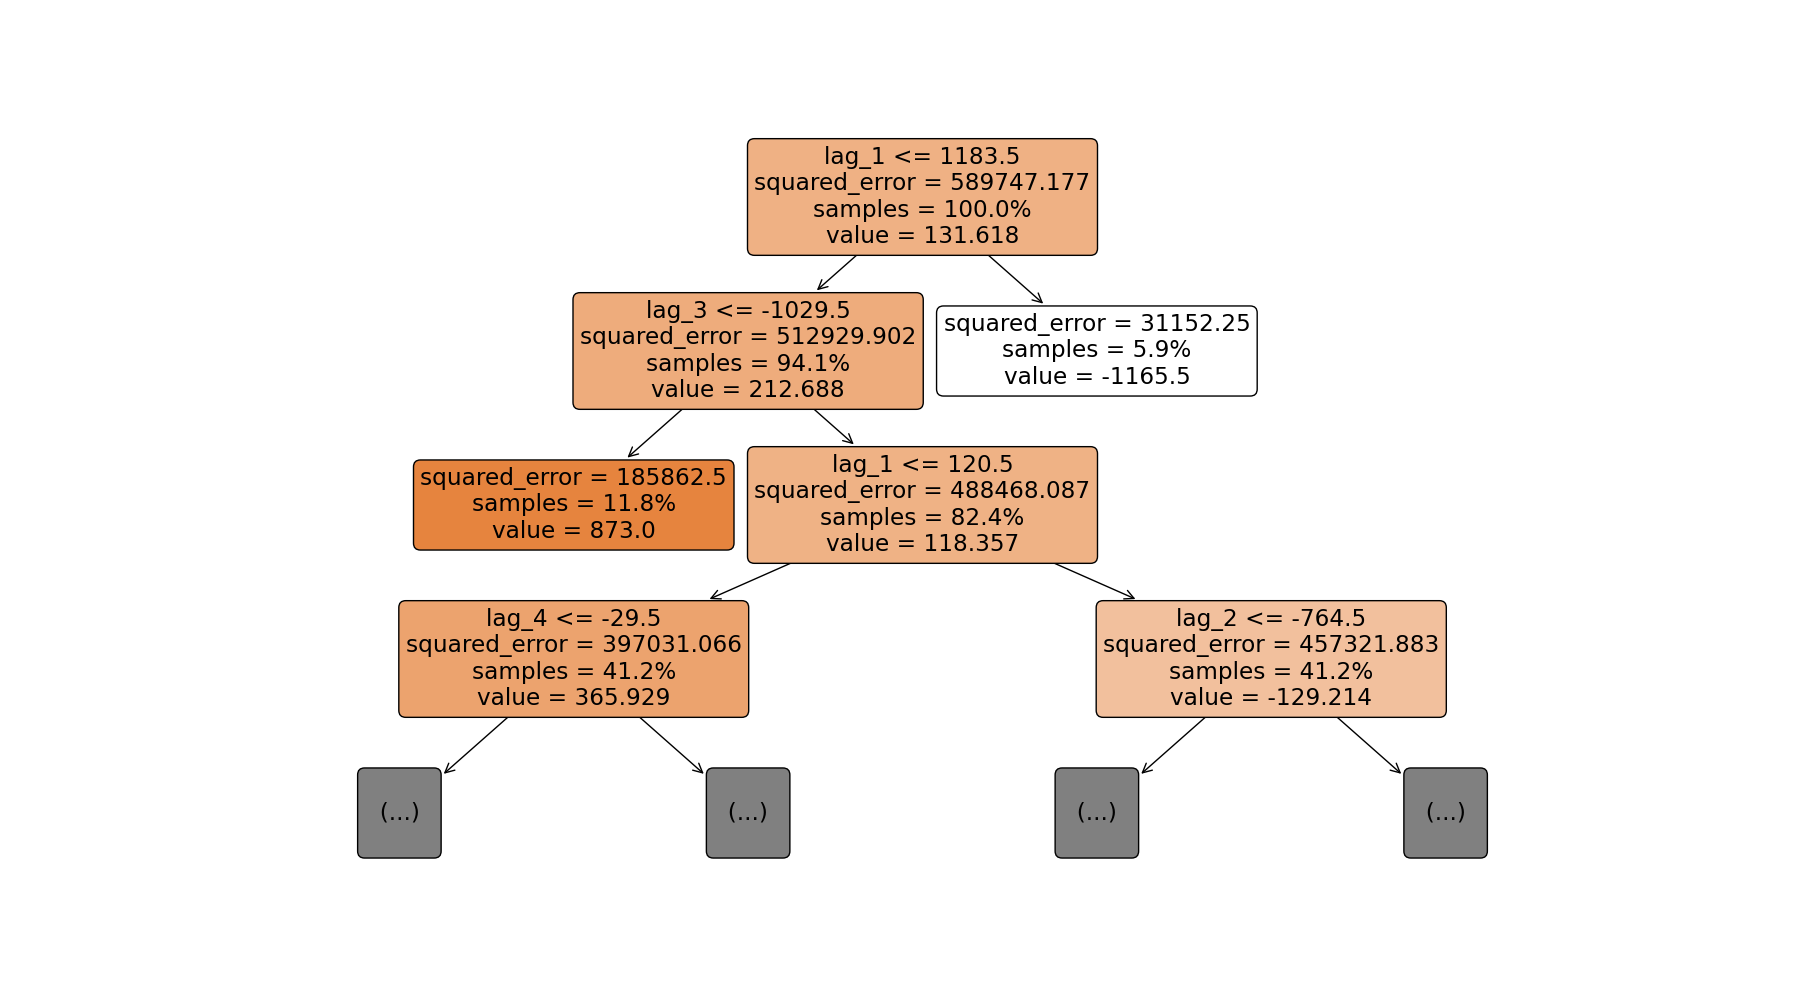 lag_1 <= 1183.5
squared_error = 589747.177
samples = 100.0%
value = 131.618
lag_3 <= -1029.5
squared_error = 512929.902
samples = 94.1%
value = 212.688
squared_error = 31152.25
samples = 5.9%
value = -1165.5
squared_error = 185862.5
samples = 11.8%
value = 873.0
lag_1 <= 120.5
squared_error = 488468.087
samples = 82.4%
value = 118.357
lag_4 <= -29.5
squared_error = 397031.066
samples = 41.2%
value = 365.929
lag_2 <= -764.5
squared_error = 457321.883
samples = 41.2%
value = -129.214
(...)
(...)
(...)
(...)